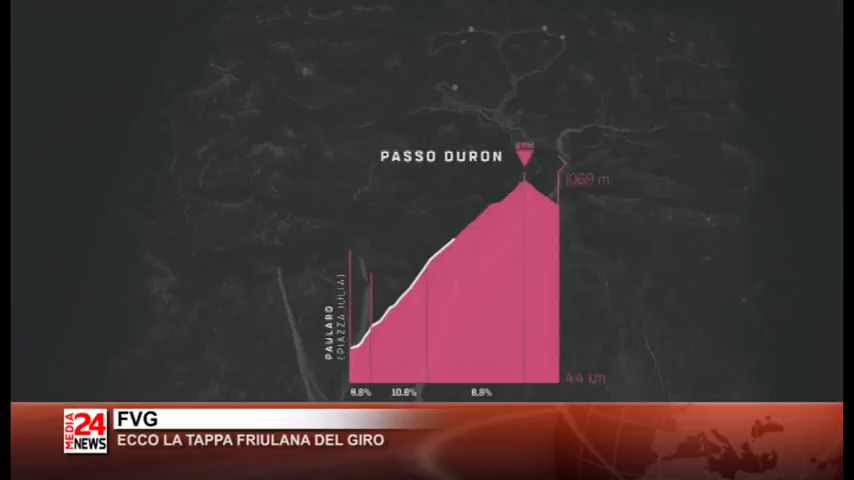 PASSO DURON
1069 m
PAULARO
(PIAZZA IULIA)
4.4 km
8.8%
10.8%
8.8%
MEDIA
24
NEWS
FVG
ECCO LA TAPPA FRIULANA DEL GIRO